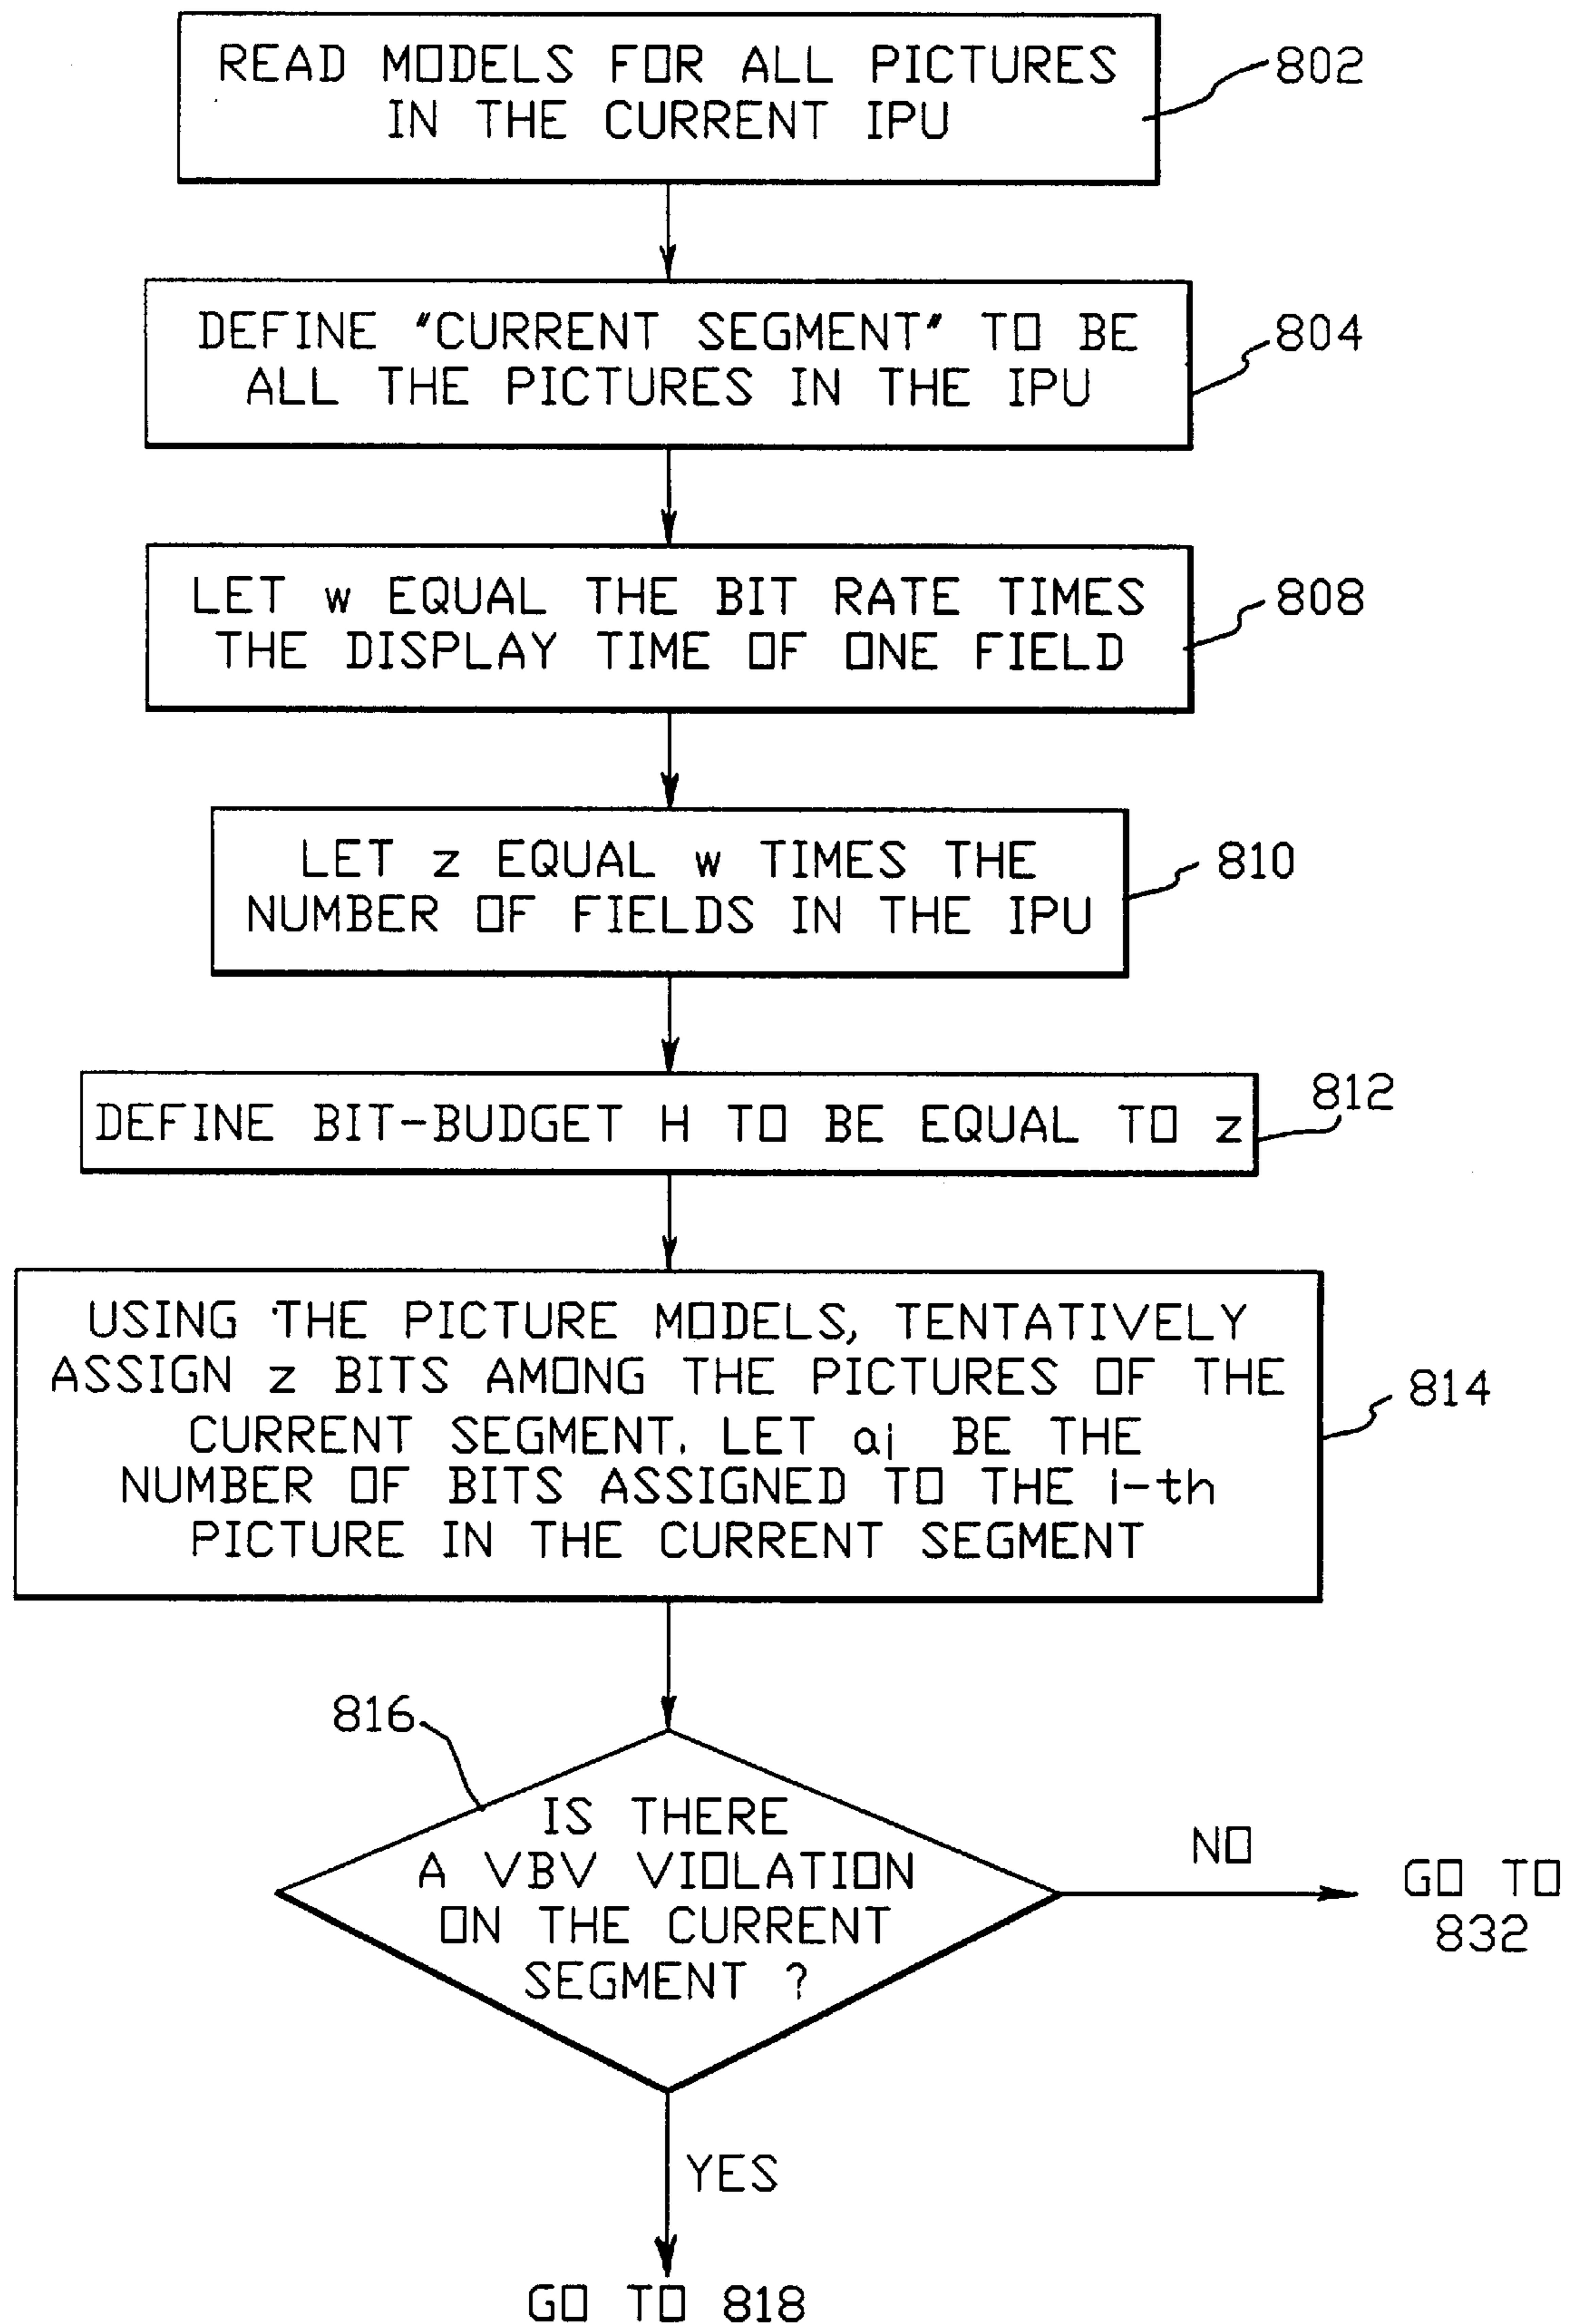 READ MODELS FOR ALL PICTURES
IN THE CURRENT IPU
802
DEFINE "CURRENT SEGMENT" TO BE
ALL THE PICTURES IN THE IPU
804
LET w EQUAL THE BIT RATE TIMES
THE DISPLAY TIME OF ONE FIELD
808
LET z EQUAL w TIMES THE
NUMBER OF FIELDS IN THE IPU
810
DEFINE BIT-BUDGET H TO BE EQUAL TO z
812
USING THE PICTURE MODELS, TENTATIVELY
ASSIGN z BITS AMONG THE PICTURES OF THE
CURRENT SEGMENT. LET ai BE THE
NUMBER OF BITS ASSIGNED TO THE i-th
PICTURE IN THE CURRENT SEGMENT
814
816
IS THERE
A VBV VIOLATION
ON THE CURRENT
SEGMENT ?
NO
GO TO
832
YES
GO TO 818